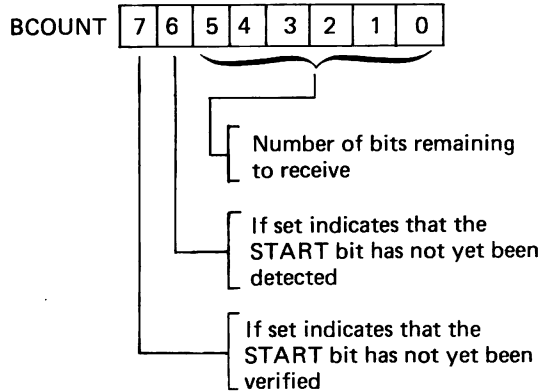 BCOUNT 7 6 5 4 3 2 1 0
Number of bits remaining
to receive
If set indicates that the
START bit has not yet been
detected
If set indicates that the
START bit has not yet been
verified